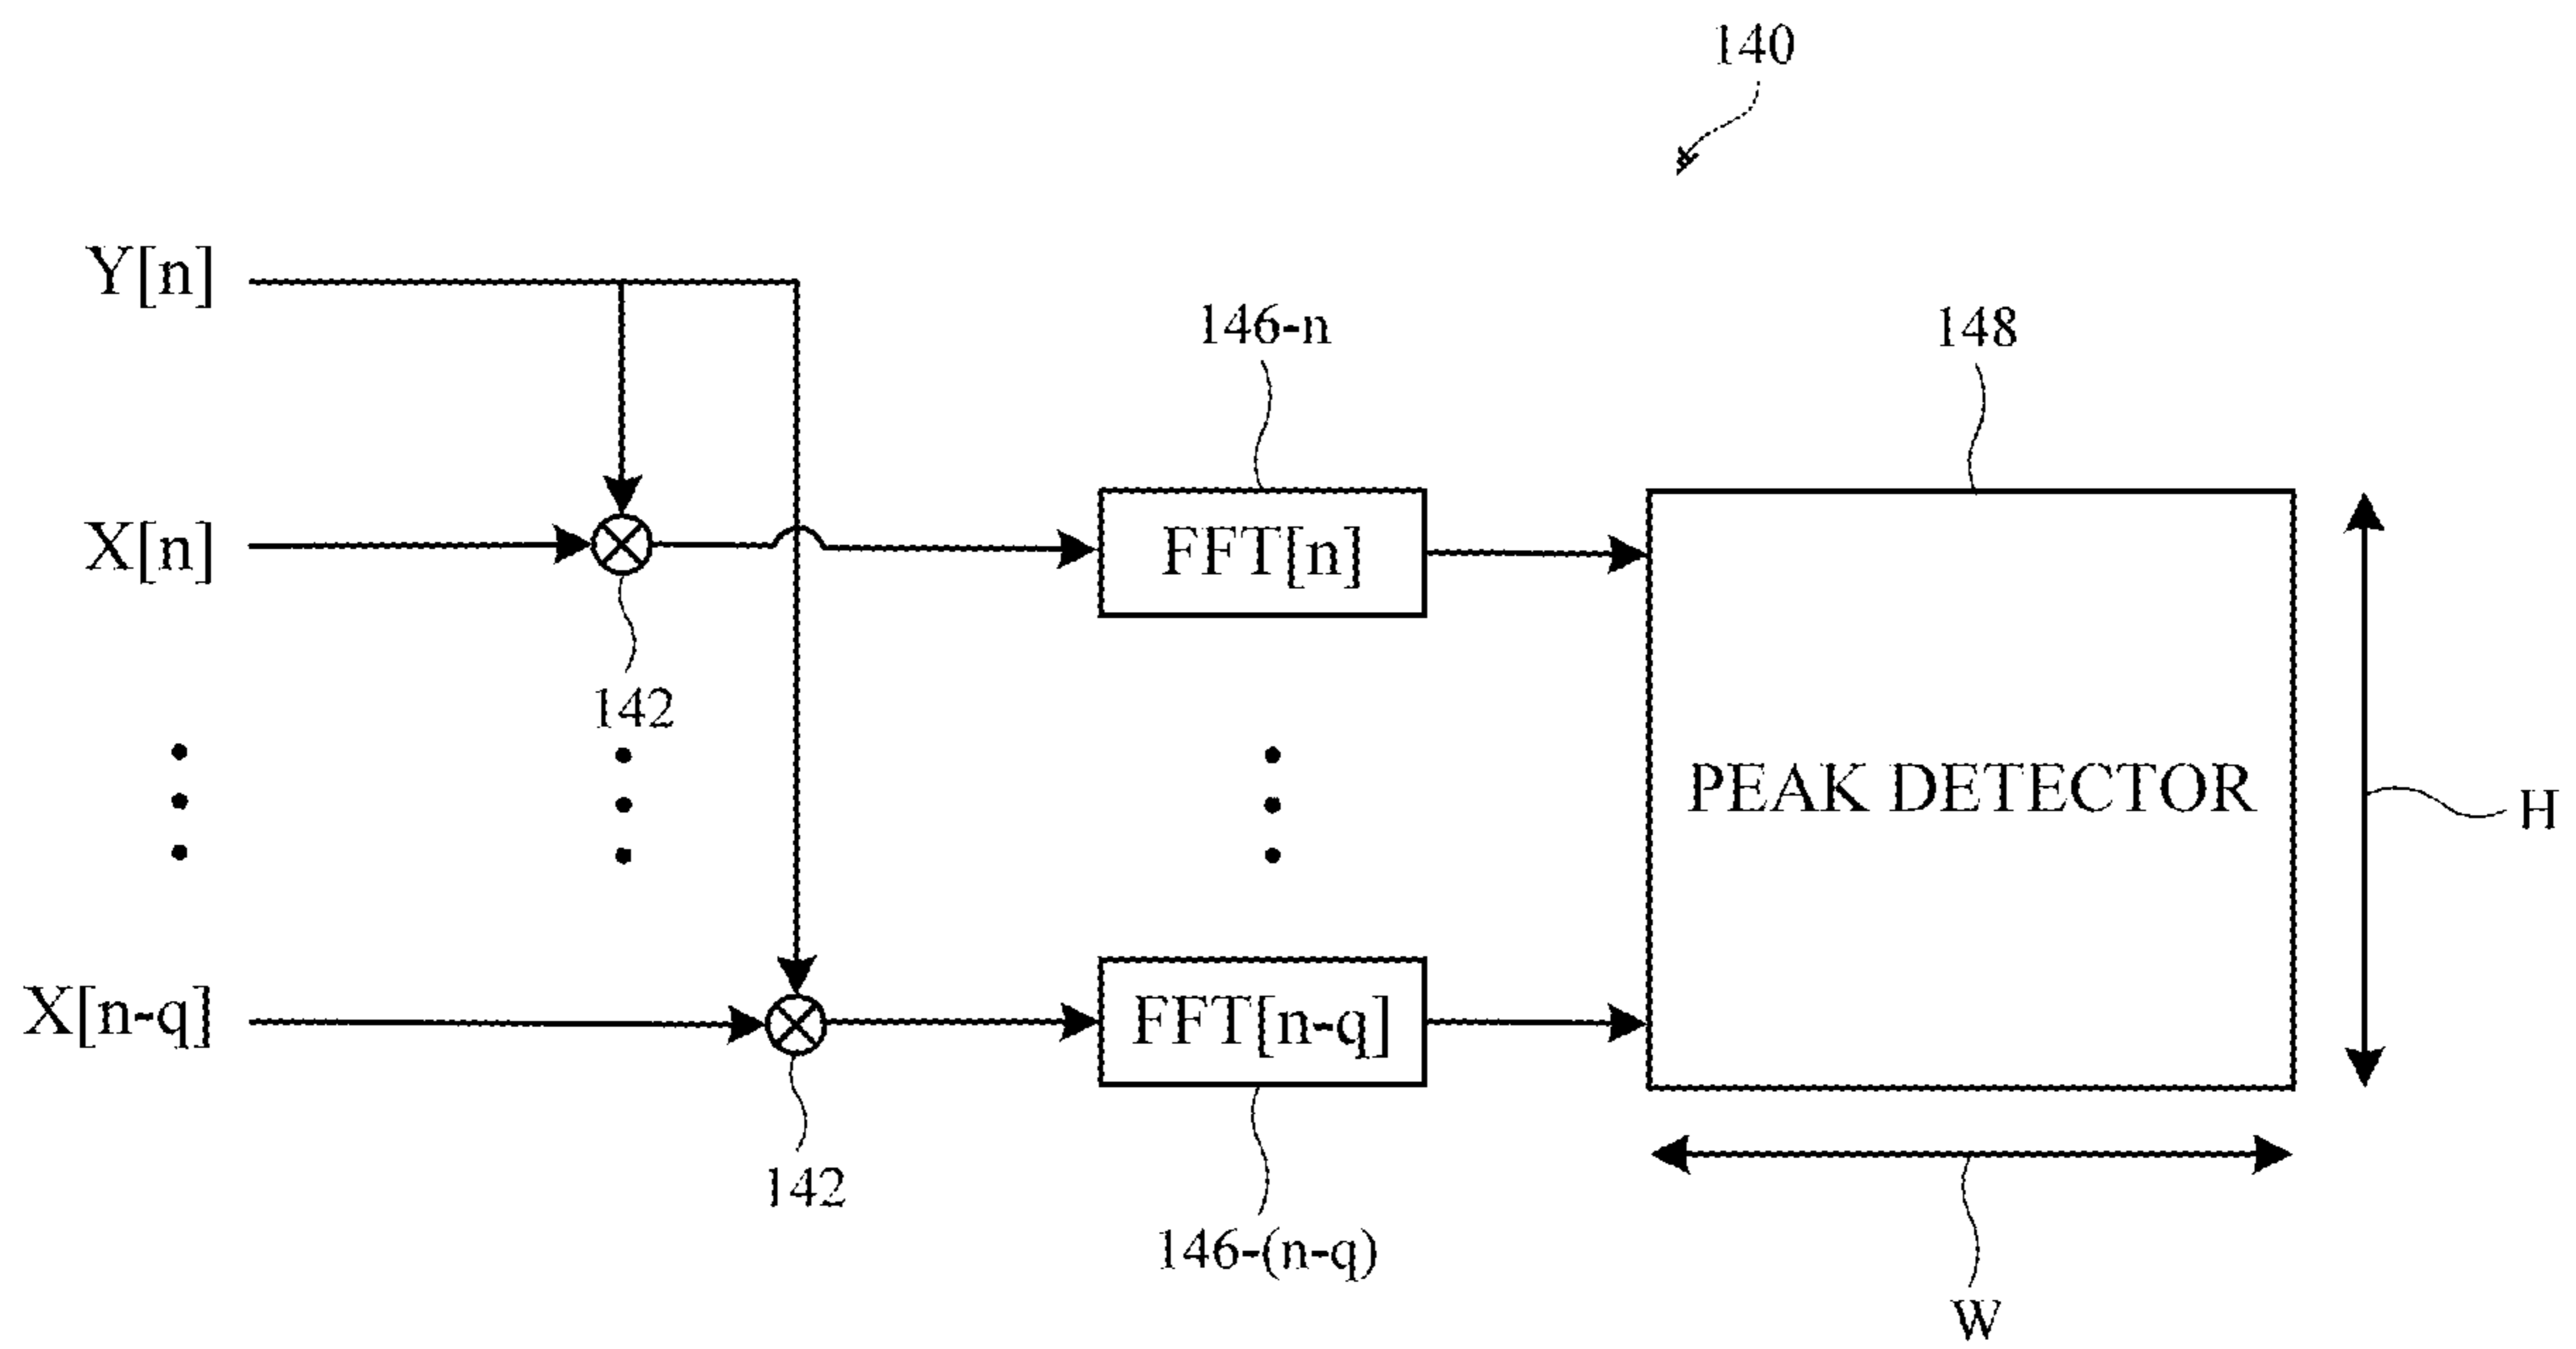 140
Y[n]
146-n
148
X[n]
FFT[n]
142
PEAK DETECTOR
H
X[n-q]
FFT[n-q]
142
146-(n-q)
W